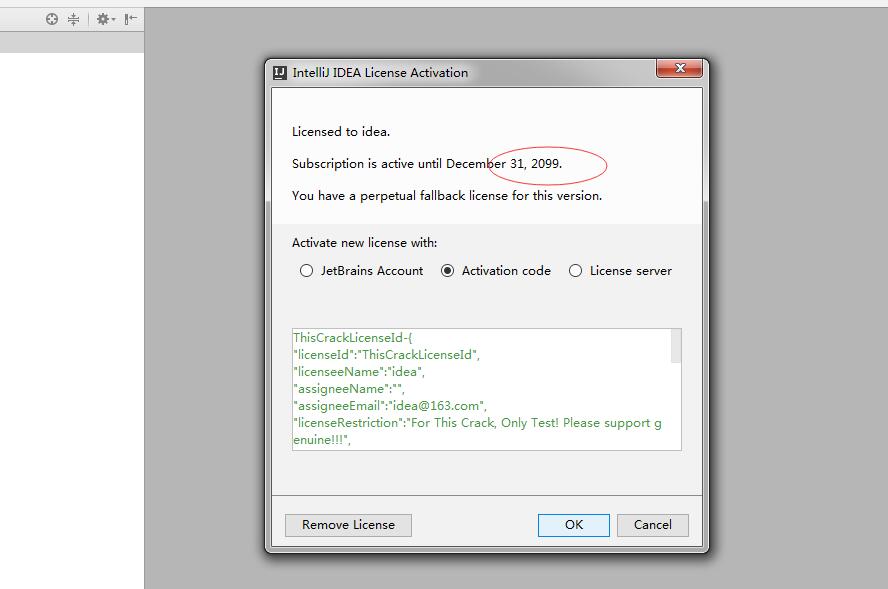 IntelliJ IDEA License Activation
Licensed to idea.
Subscription is active until December 31, 2099.
You have a perpetual fallback license for this version.
Activate new license with:
JetBrains Account Activation code License server
ThisCrackLicenseId-{
"licenseId":"ThisCrackLicenseId",
"licenseeName":"idea",
"assigneeName":"",
"assigneeEmail":"idea@163.com",
"licenseRestriction":"For This Crack, Only Test! Please support g
enuine!!!",
Remove License OK Cancel